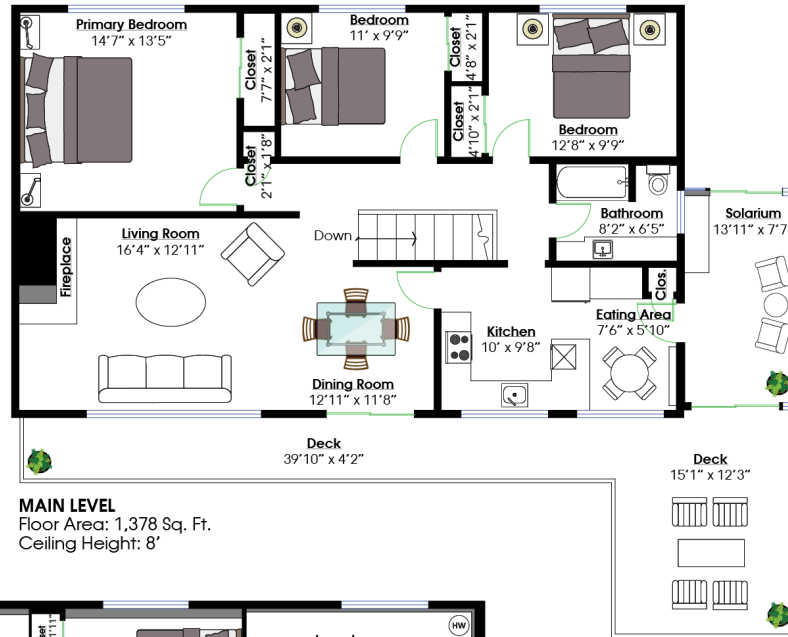 Primary Bedroom
14'7" x 13'5"
Closet
7'7" x 2'1"
Bedroom
11' x 9'9"
Closet
4'8" x 2'1"
Closet
4'10" x 2'1"
Bedroom
12'8" x 9'9"
Closet
2'1" x 1'8"
Bathroom
8'2" x 6'5"
Solarium
13'11" x 7'7
Living Room
16'4" x 12'11"
Fireplace
Down
Clos.
Eating Area
7'6" x 5'10"
Kitchen
10' x 9'8"
Dining Room
12'11" x 11'8"
Deck
39'10" x 4'2"
Deck
15'1" x 12'3"
MAIN LEVEL
Floor Area: 1,378 Sq. Ft.
Ceiling Height: 8'
HW